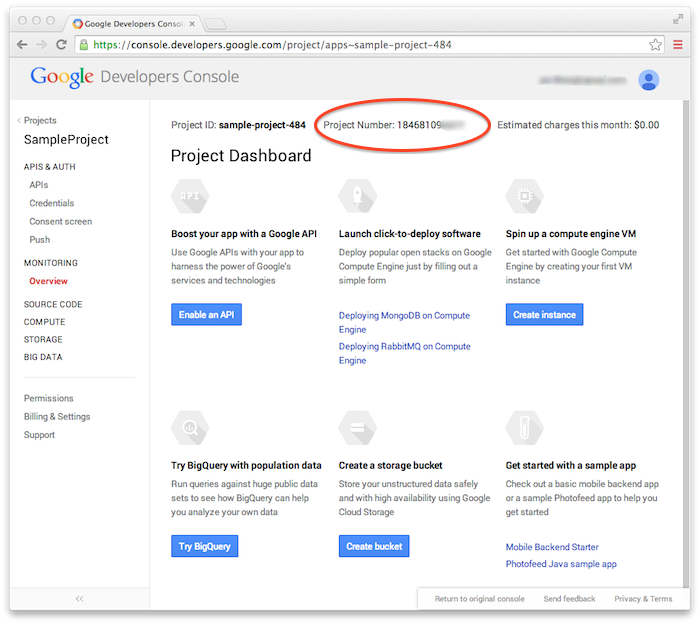 Google Developers Consol
https://console.developers.google.com/project/apps~sample-project-484
Google Developers Console
Projects
SampleProject
APIS & AUTH
APIs
Credentials
Consent screen
Push
MONITORING
Overview
SOURCE CODE
COMPUTE
STORAGE
BIG DATA
Permissions
Billing & Settings
Support
Project ID: sample-project-484 Project Number: 18468109 Estimated charges this month: $0.00
Project Dashboard
API
Boost your app with a Google API
Use Google APIs with your app to
harness the power of Google's
services and technologies
Enable an API
Launch click-to-deploy software
Deploy popular open stacks on Google
Compute Engine just by filling out a
simple form
Deploying MongoDB on Compute
Engine
Deploying RabbitMQ on Compute
Engine
Spin up a compute engine VM
Get started with Google Compute
Engine by creating your first VM
instance
Create instance
Try BigQuery with population data
Run queries against huge public data
sets to see how BigQuery can help
you analyze your own data
Try BigQuery
Create a storage bucket
Store your unstructured data safely
and with high availability using Google
Cloud Storage
Create bucket
Get started with a sample app
Check out a basic mobile backend app
or a sample Photofeed app to help you
get started
Mobile Backend Starter
Photofeed Java sample app
Return to original console Send feedback Privacy & Terms